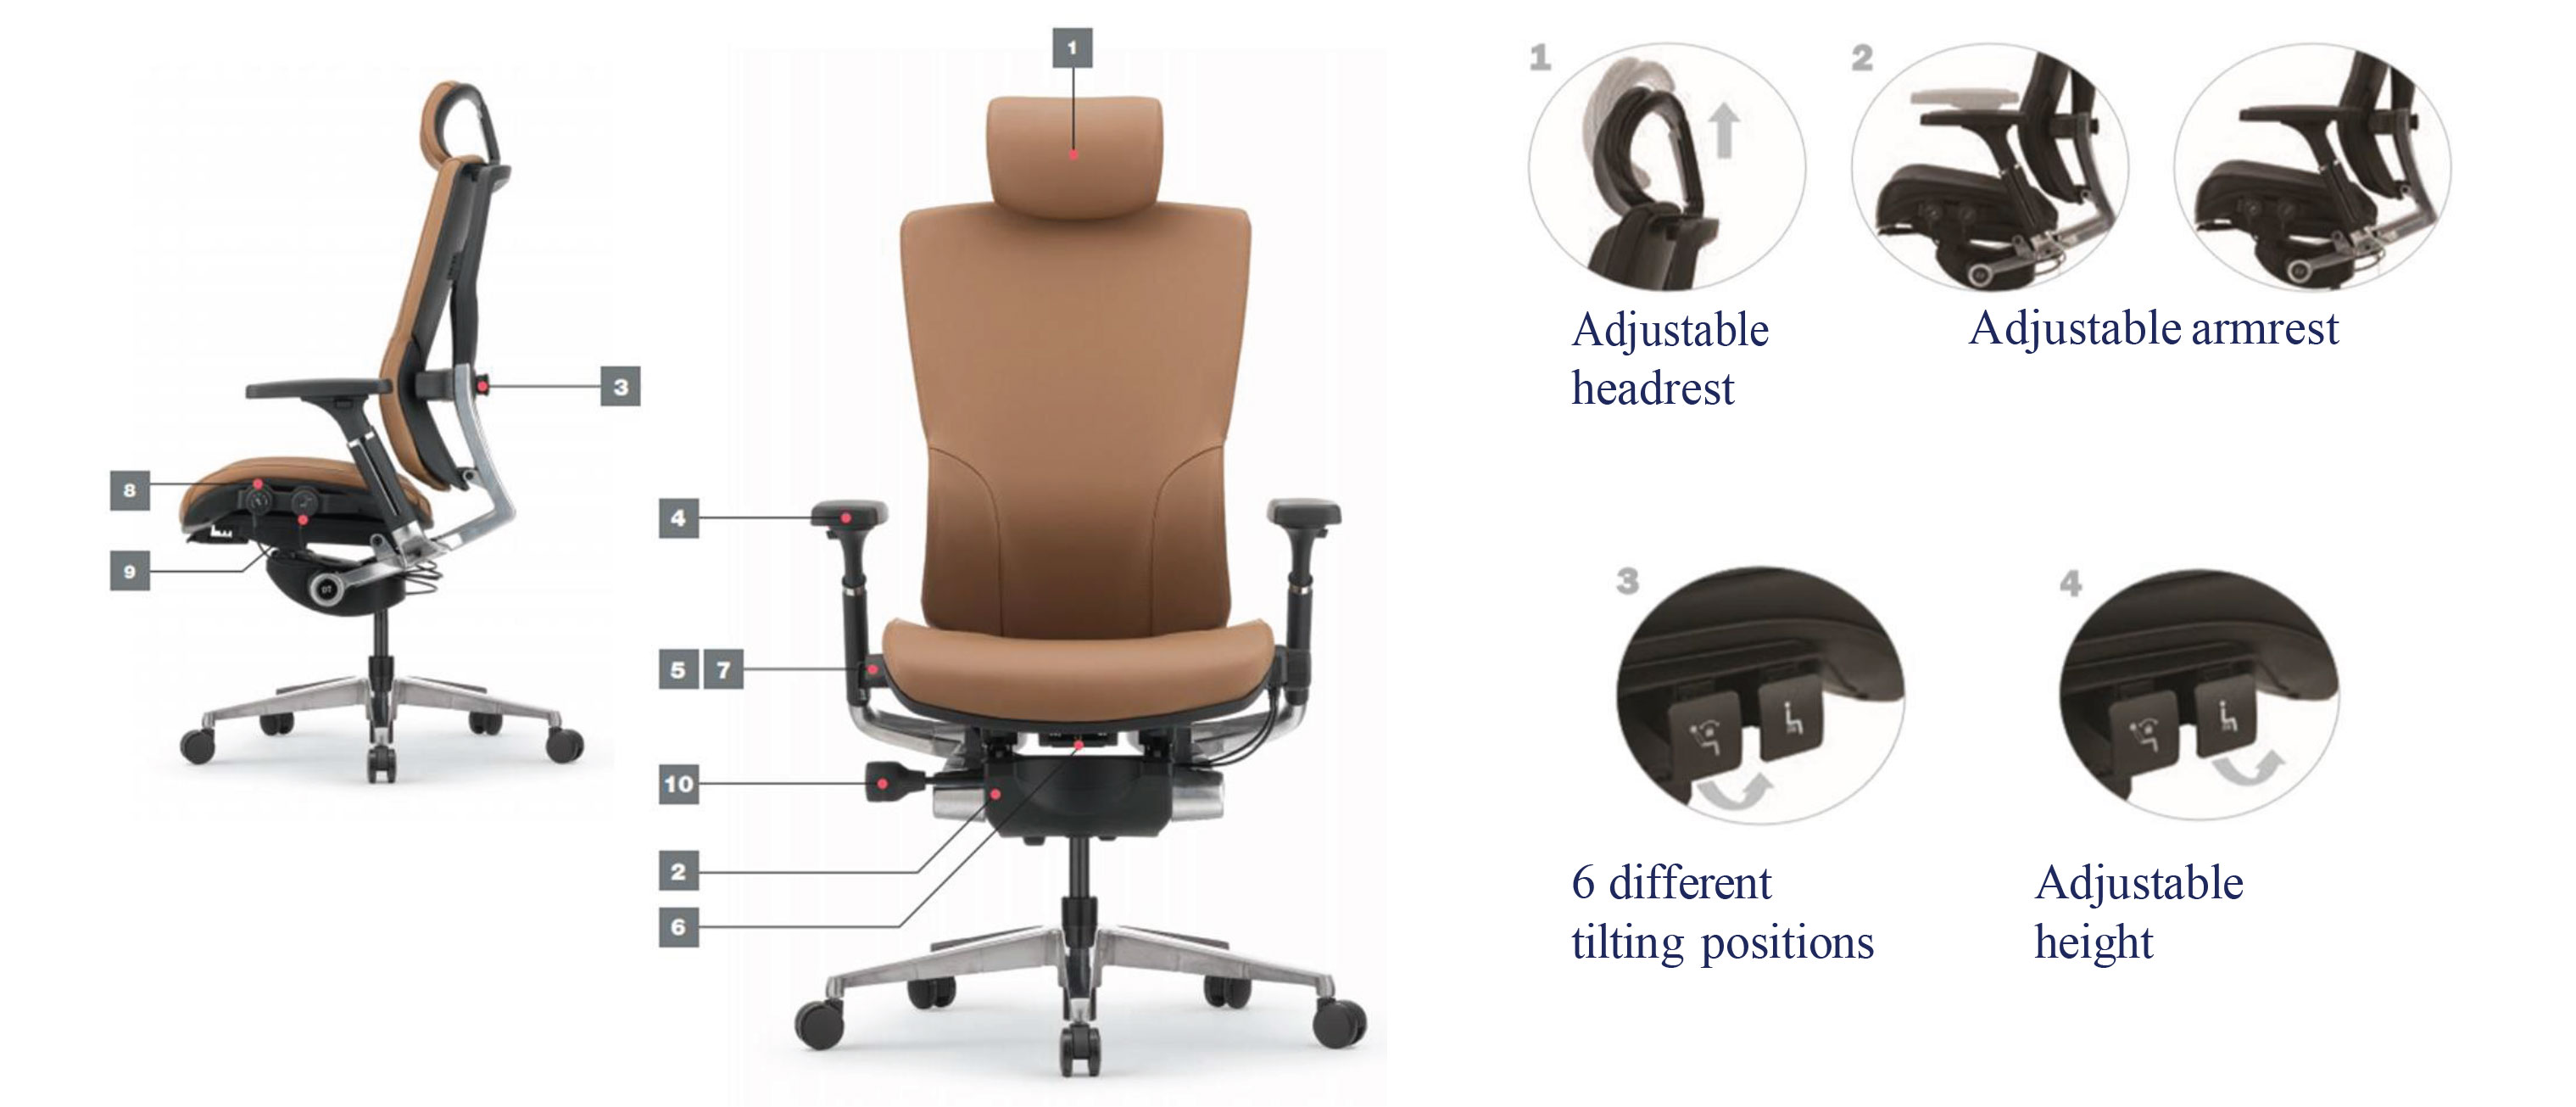 1
3
8
9
4
5 7
10
2
6
1
Adjustable
headrest
2
Adjustable armrest
3
6 different
tilting positions
4
Adjustable
height